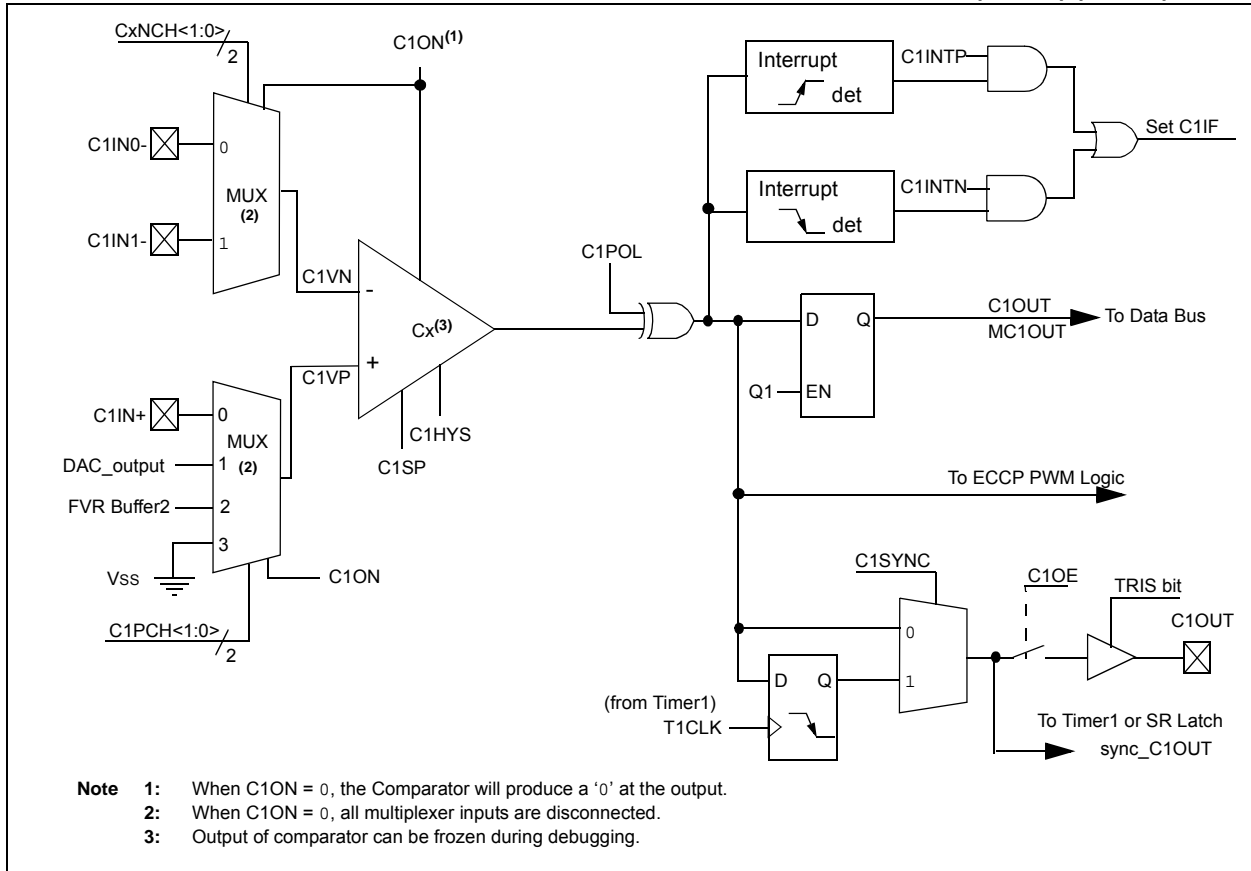 CxNCH<1:0>
2
C1ON(1)
C1IN0-
0
MUX
(2)
C1IN1-
1
C1VN
-
Cx(3)
+
C1VP
C1HYS
C1SP
C1IN+
0
MUX
(2)
DAC_output
1
FVR Buffer2
2
3
VSS
C1ON
C1PCH<1:0>
2
C1POL
Interrupt
det
C1INTP
Interrupt
det
C1INTN
Set C1IF
D Q
EN
Q1
C1OUT
MC1OUT
To Data Bus
To ECCP PWM Logic
C1SYNC
0
1
C1OE
TRIS bit
C1OUT
D Q
(from Timer1)
T1CLK
To Timer1 or SR Latch
sync_C1OUT
Note 1: When C1ON = 0, the Comparator will produce a ‘0’ at the output.
2: When C1ON = 0, all multiplexer inputs are disconnected.
3: Output of comparator can be frozen during debugging.